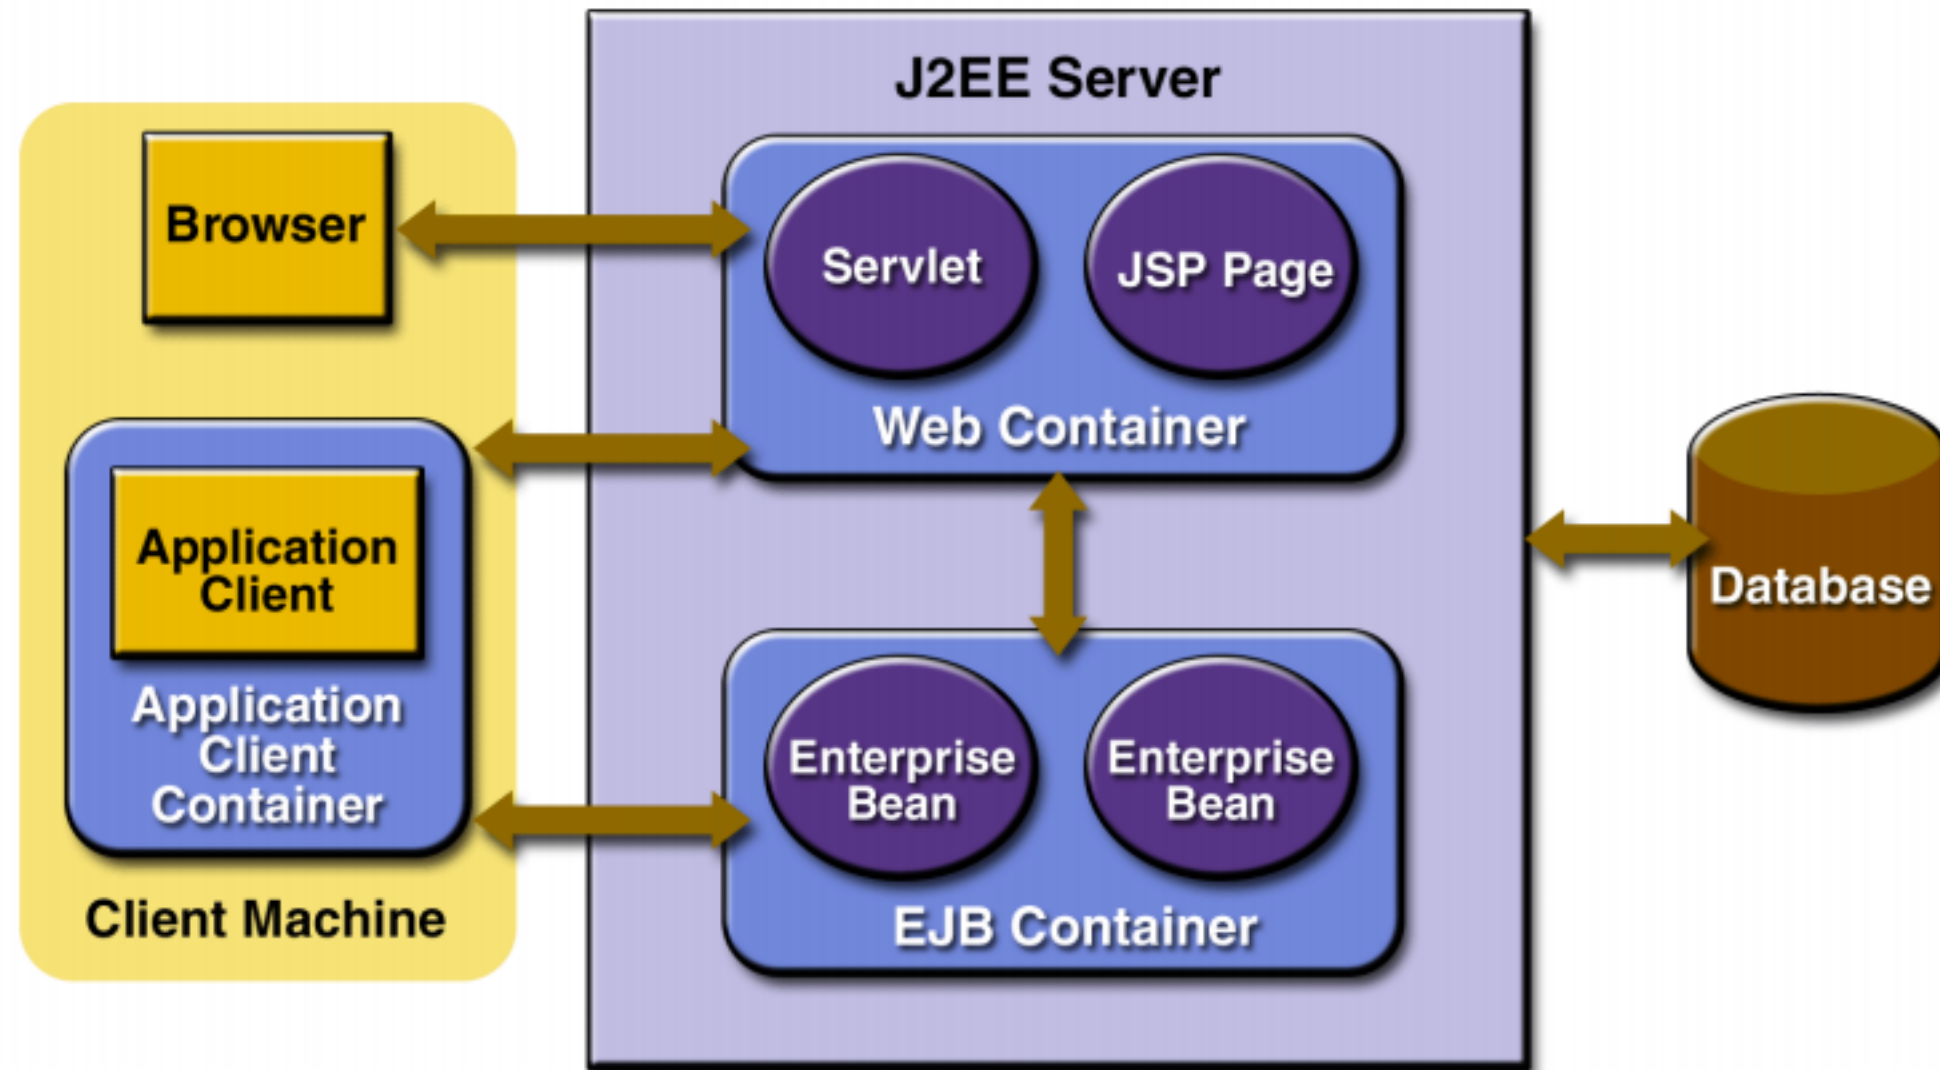 J2EE Server
Browser
Servlet
JSP Page
Web Container
Application
Client
Application
Client
Container
Client Machine
Enterprise
Bean
Enterprise
Bean
EJB Container
Database